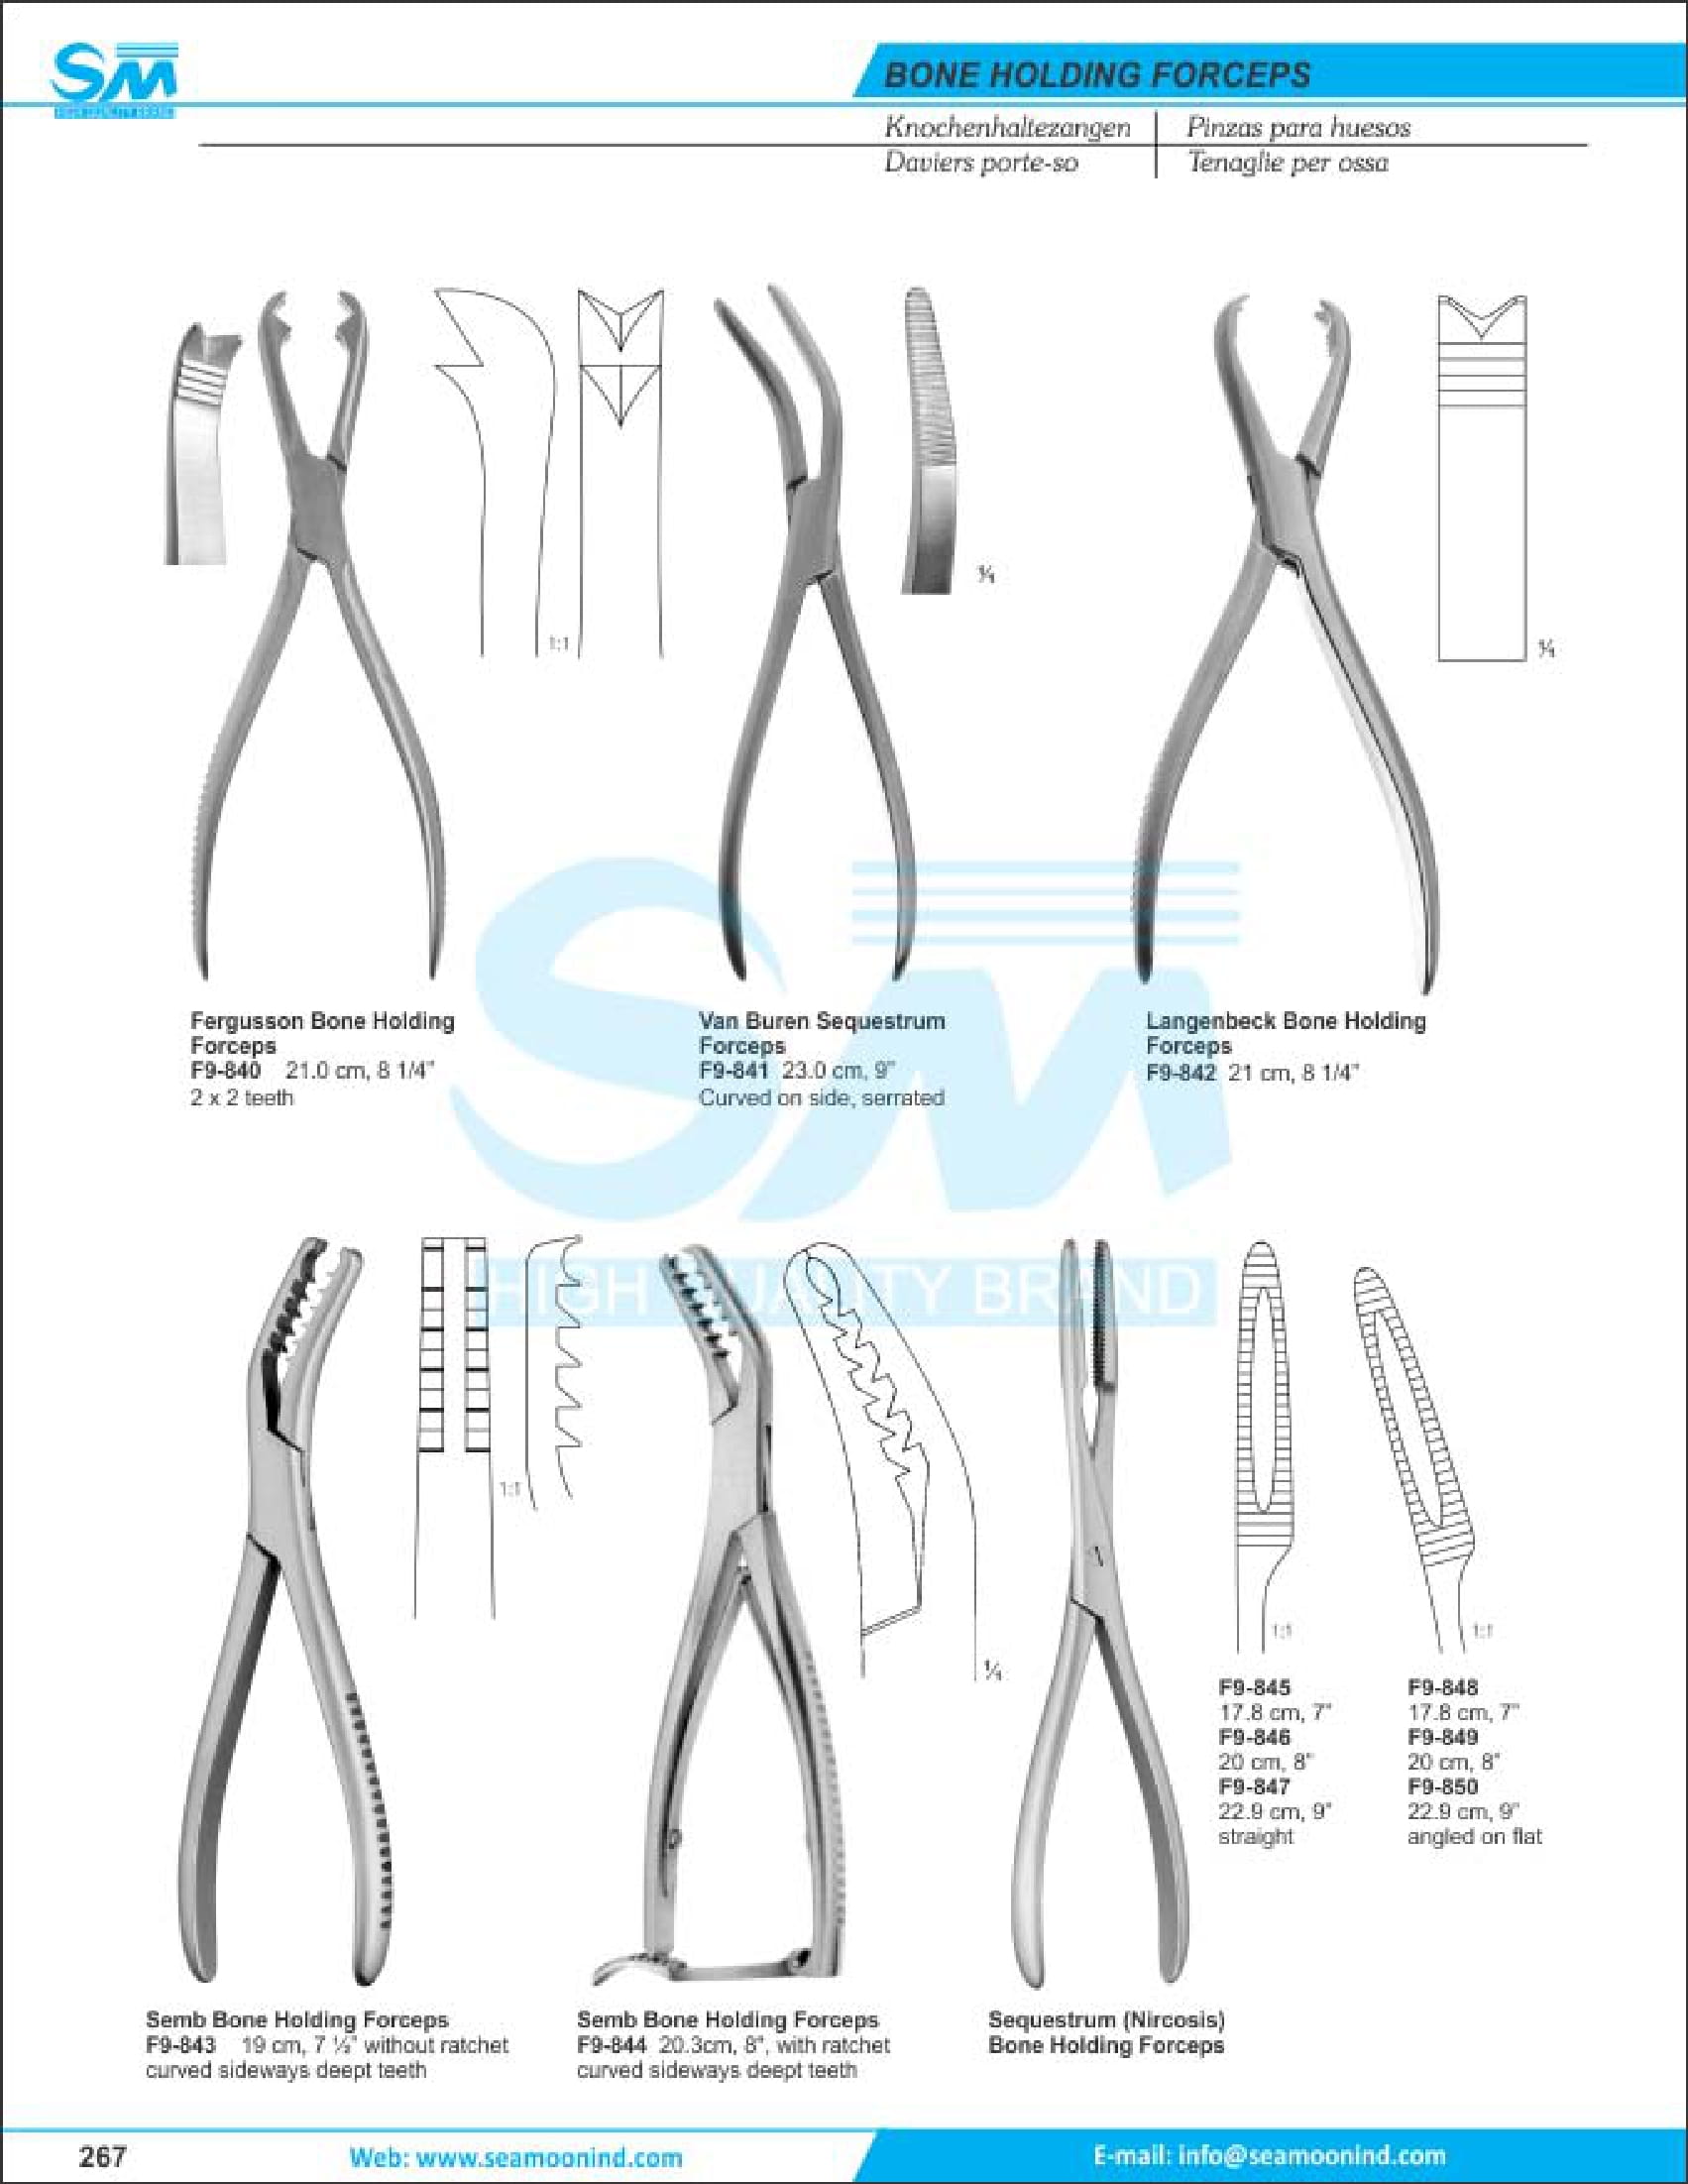 SM
BONE HOLDING FORCEPS
Knochenhaltezangen
Pinzas para huesos
Daviers porte-so
Tenaglie per ossa
1:1
Fergusson Bone Holding
Forceps
F9-840 21.0 cm, 8 1/4"
2 x 2 teeth
Van Buren Sequestrum
Forceps
F9-841 23.0 cm, 9"
Curved on side, serrated
Langenbeck Bone Holding
Forceps
F9-842 21 cm, 8 1/4"
SM
HIGH QUALITY BRAND
1:1
1/1
1:1
1:1
F9-845
17.8 cm, 7"
F9-846
20 cm, 8"
F9-847
22.9 cm, 9"
straight
F9-848
17.8 cm, 7"
F9-849
20 cm, 8"
F9-850
22.9 cm, 9"
angled on flat
Semb Bone Holding Forceps
F9-843 19 cm, 7 ½" without ratchet
curved sideways deept teeth
Semb Bone Holding Forceps
F9-844 20.3cm, 8", with ratchet
curved sideways deept teeth
Sequestrum (Nircosis)
Bone Holding Forceps
267
Web: www.seamoonind.com
E-mail: info@seamoonind.com